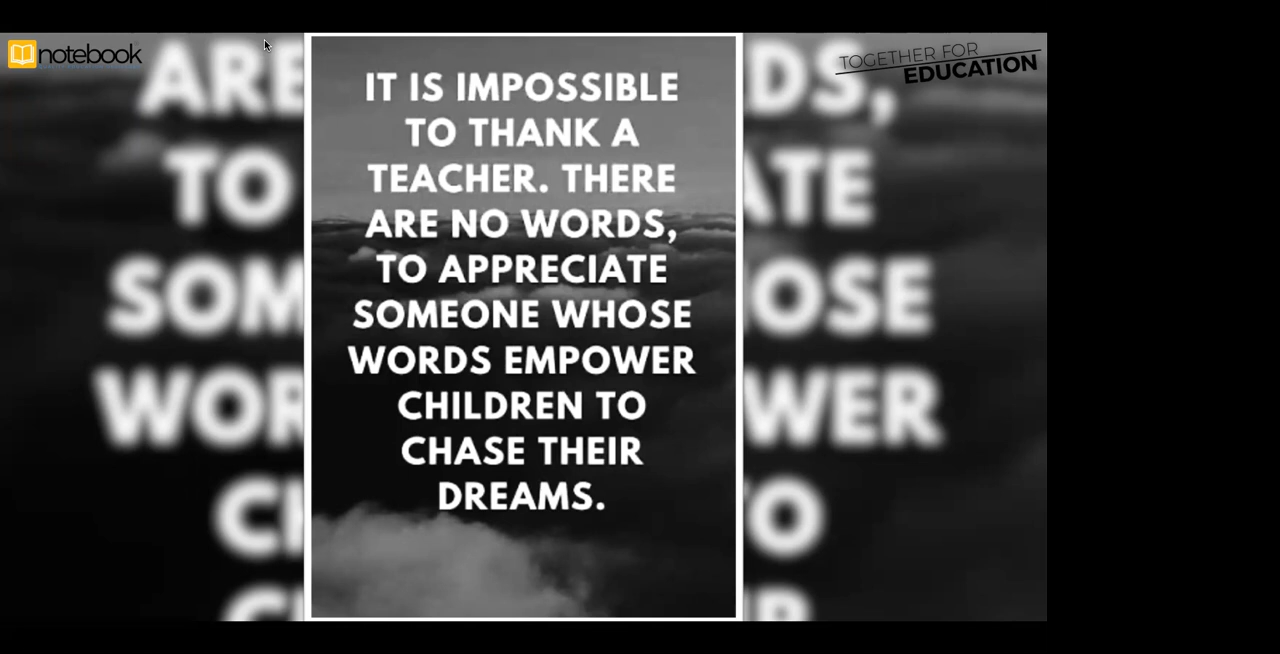 notebook
TOGETHER FOR
EDUCATION
IT IS IMPOSSIBLE
TO THANK A
TEACHER. THERE
ARE NO WORDS,
TO APPRECIATE
SOMEONE WHOSE
WORDS EMPOWER
CHILDREN TO
CHASE THEIR
DREAMS.